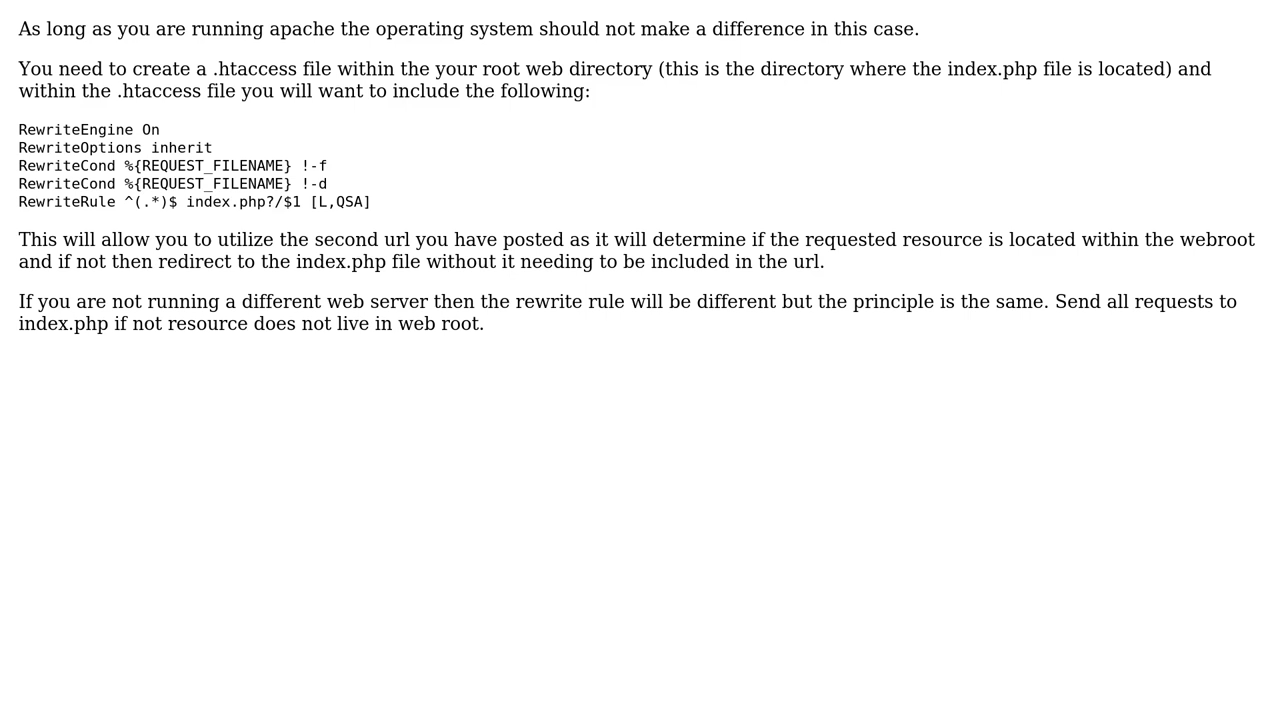 As long as you are running apache the operating system should not make a difference in this case.
You need to create a .htaccess file within the your root web directory (this is the directory where the index.php file is located) and
within the .htaccess file you will want to include the following:
RewriteEngine On
RewriteOptions inherit
RewriteCond %{REQUEST_FILENAME} !-f
RewriteCond %{REQUEST_FILENAME} !-d
RewriteRule ^(.*)$ index.php?/$1 [L,QSA]
This will allow you to utilize the second url you have posted as it will determine if the requested resource is located within the webroot
and if not then redirect to the index.php file without it needing to be included in the url.
If you are not running a different web server then the rewrite rule will be different but the principle is the same. Send all requests to
index.php if not resource does not live in web root.